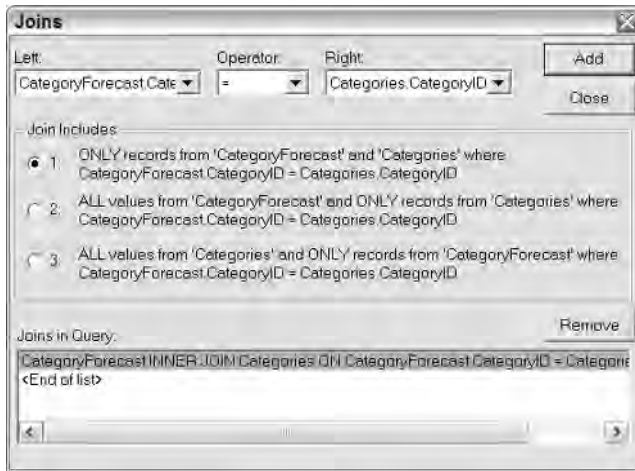 Joins
Left:
Operator:
Right:
Add
CategoryForecast.Cate
=
Categories.CategoryID
Close
Join Includes
1. ONLY records from 'CategoryForecast' and 'Categories' where
CategoryForecast.CategoryID = Categories.CategoryID
2. ALL values from 'CategoryForecast' and ONLY records from 'Categories' where
CategoryForecast.CategoryID = Categories.CategoryID
3. ALL values from 'Categories' and ONLY records from 'CategoryForecast' where
CategoryForecast.CategoryID = Categories.CategoryID
Remove
Joins in Query:
CategoryForecast INNER JOIN Categories ON CategoryForecast.CategoryID = Categorie
<End of list>